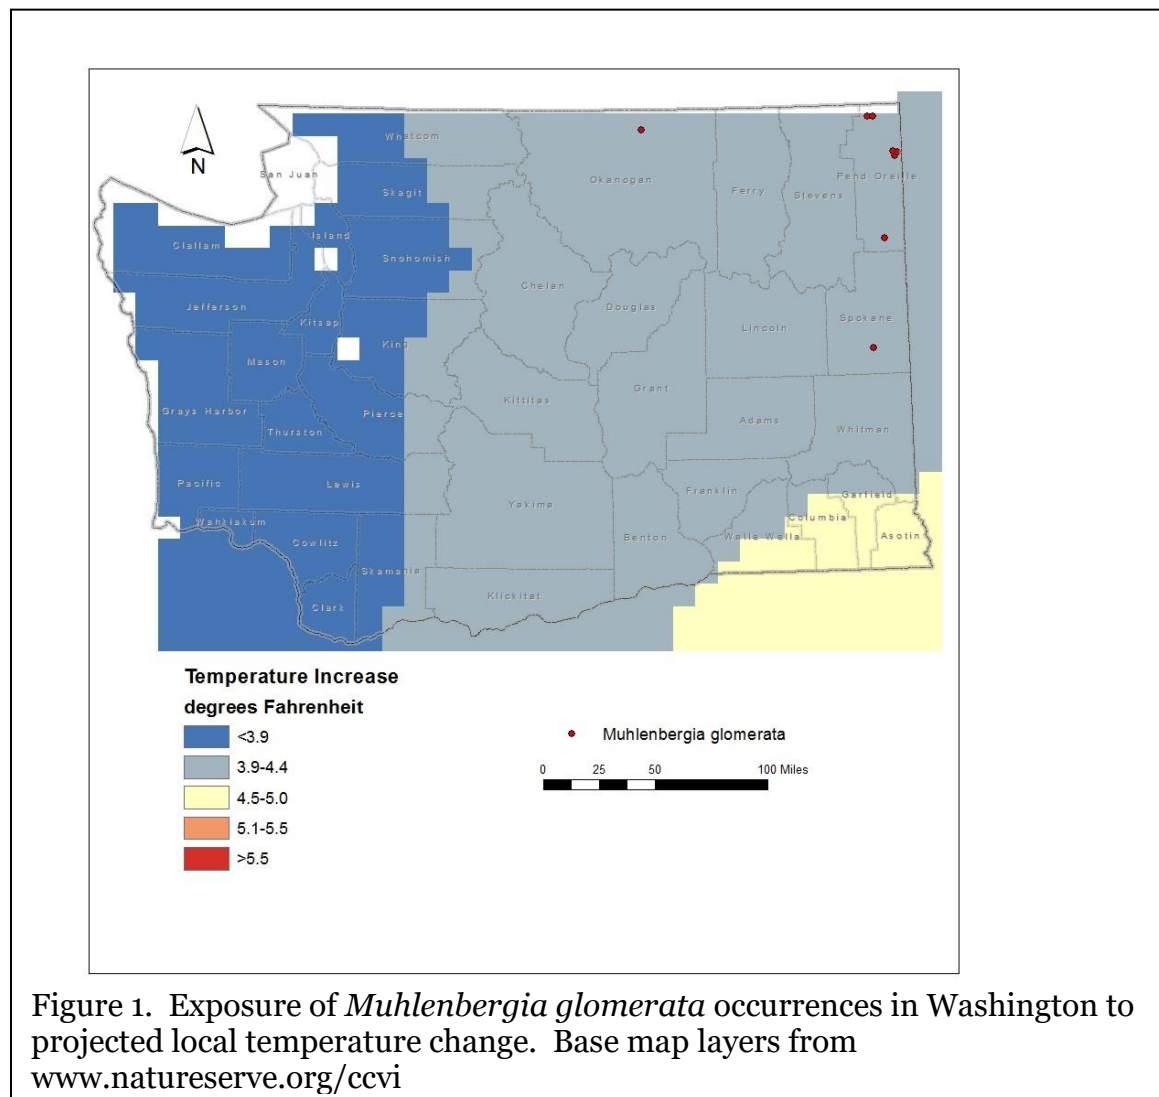 N
San Juan
Whatcom
Skagit
Okanogan
Ferry
Stevens
Pend Oreille
Clallam
Island
Snohomish
Chelan
Douglas
Lincoln
Spokane
Jefferson
Kitsap
King
Mason
Grant
Kittitas
Grays Harbor
Thurston
Pierce
Adams
Whitman
Pacific
Lewis
Yakima
Franklin
Garfield
Columbia
Wahkiakum
Cowlitz
Benton
Walla Walla
Asotin
Skamania
Clark
Klickitat
Temperature Increase
degrees Fahrenheit
<3.9
3.9-4.4
4.5-5.0
5.1-5.5
>5.5
Muhlenbergia glomerata
0 25 50 100 Miles
Figure 1. Exposure of Muhlenbergia glomerata occurrences in Washington to
projected local temperature change. Base map layers from
www.natureserve.org/ccvi